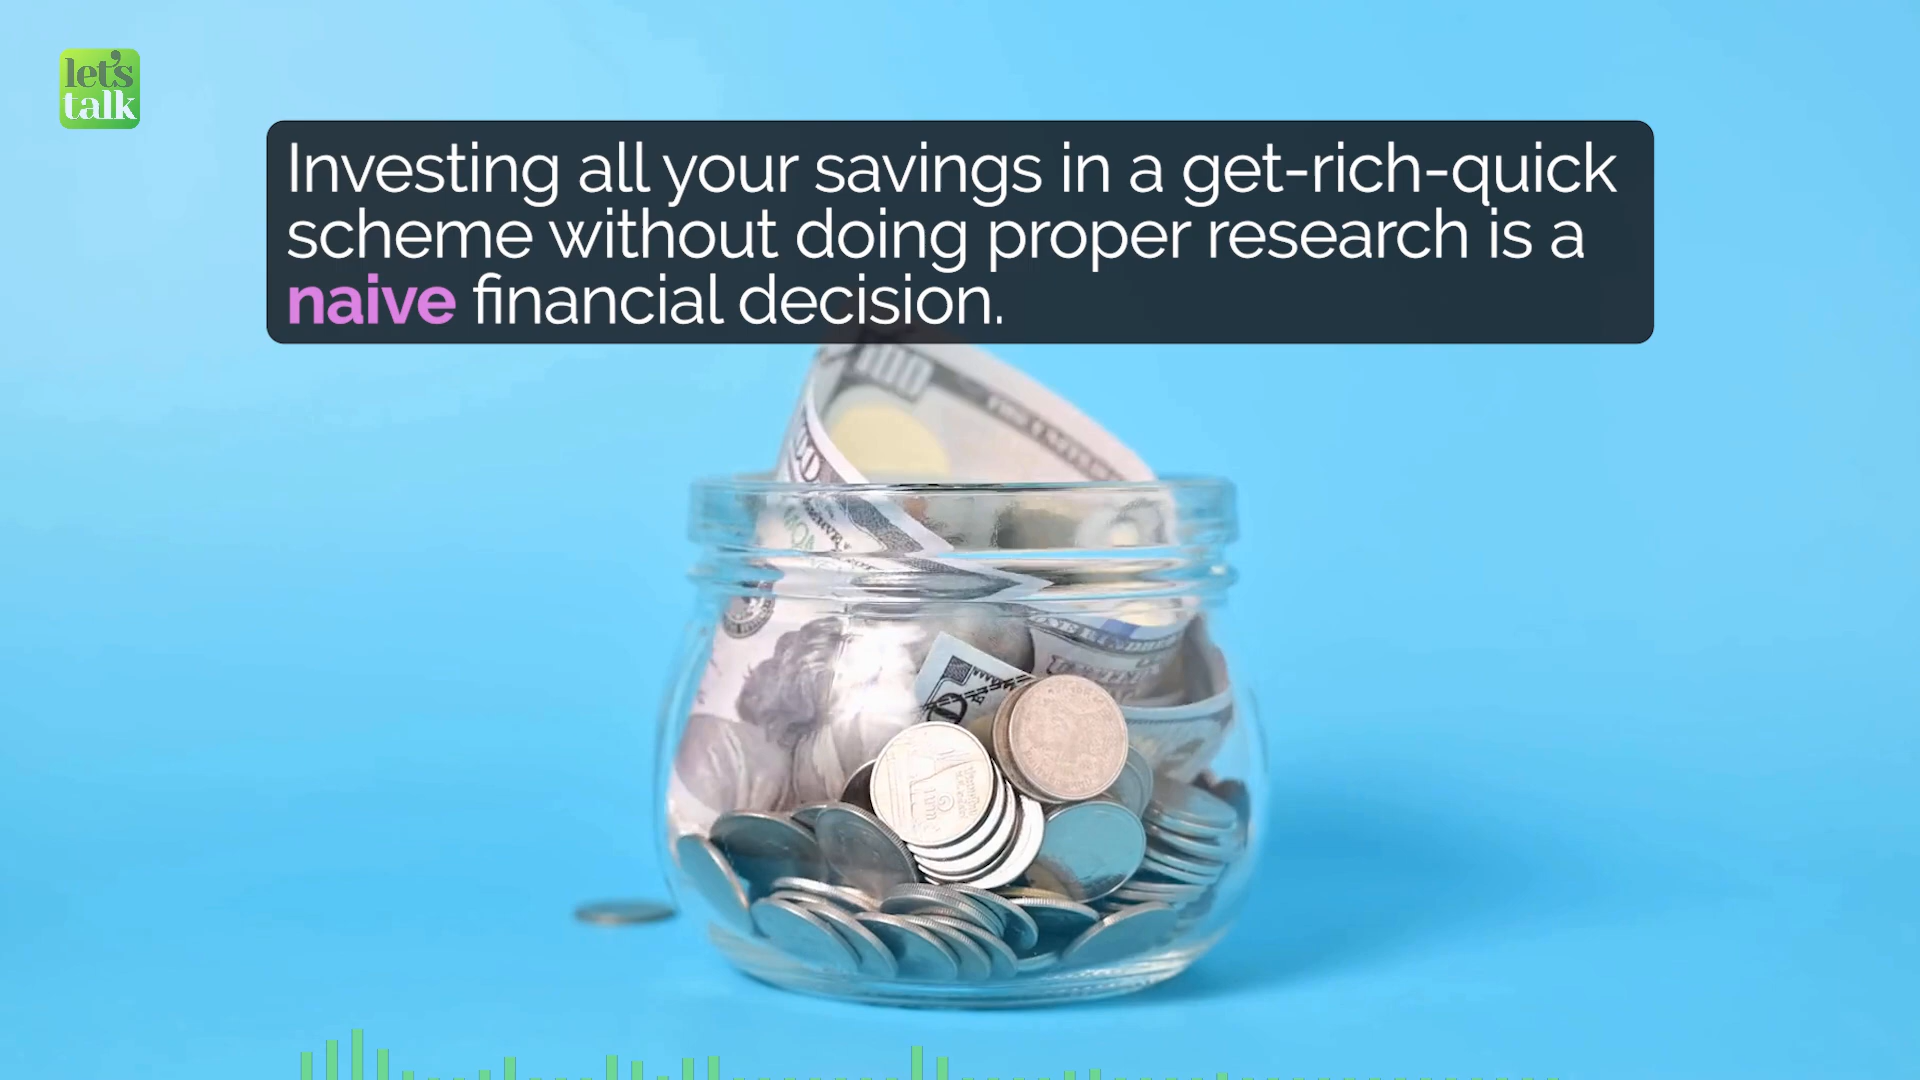 let's
talk
Investing all your savings in a get-rich-quick
scheme without doing proper research is a
naive financial decision.
100